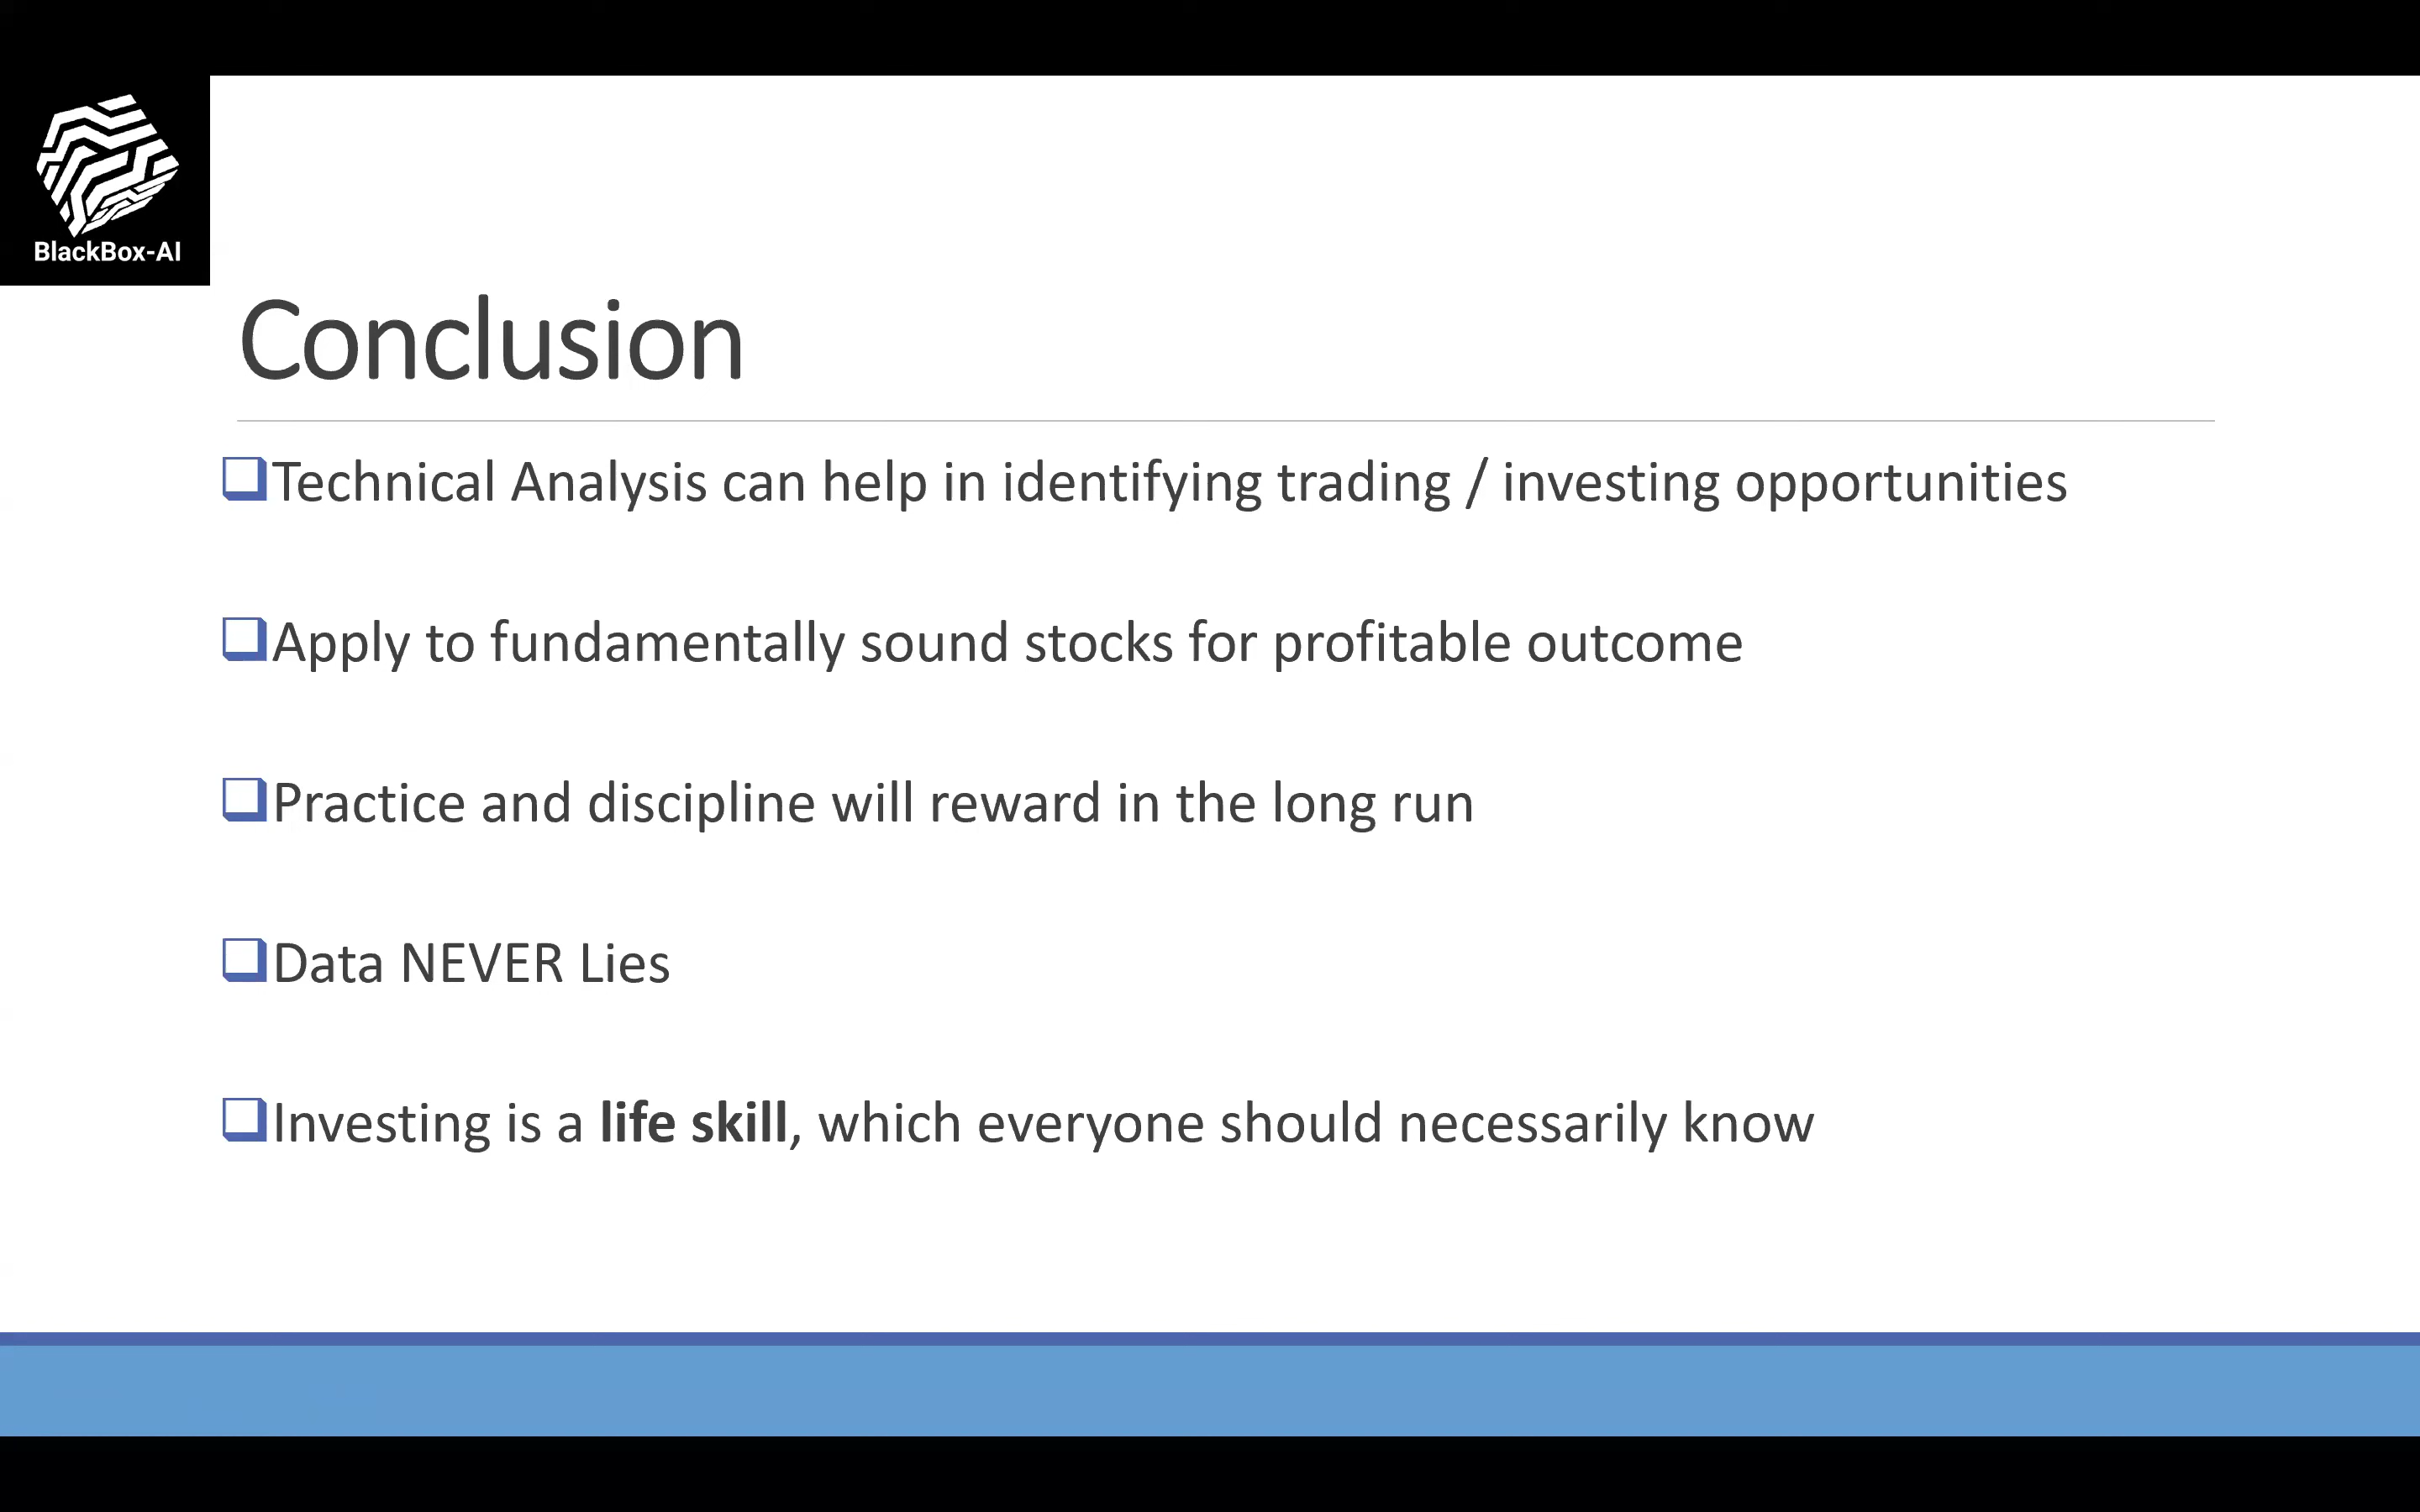 BlackBox-AI
Conclusion
Technical Analysis can help in identifying trading / investing opportunities
Apply to fundamentally sound stocks for profitable outcome
Practice and discipline will reward in the long run
Data NEVER Lies
Investing is a life skill, which everyone should necessarily know